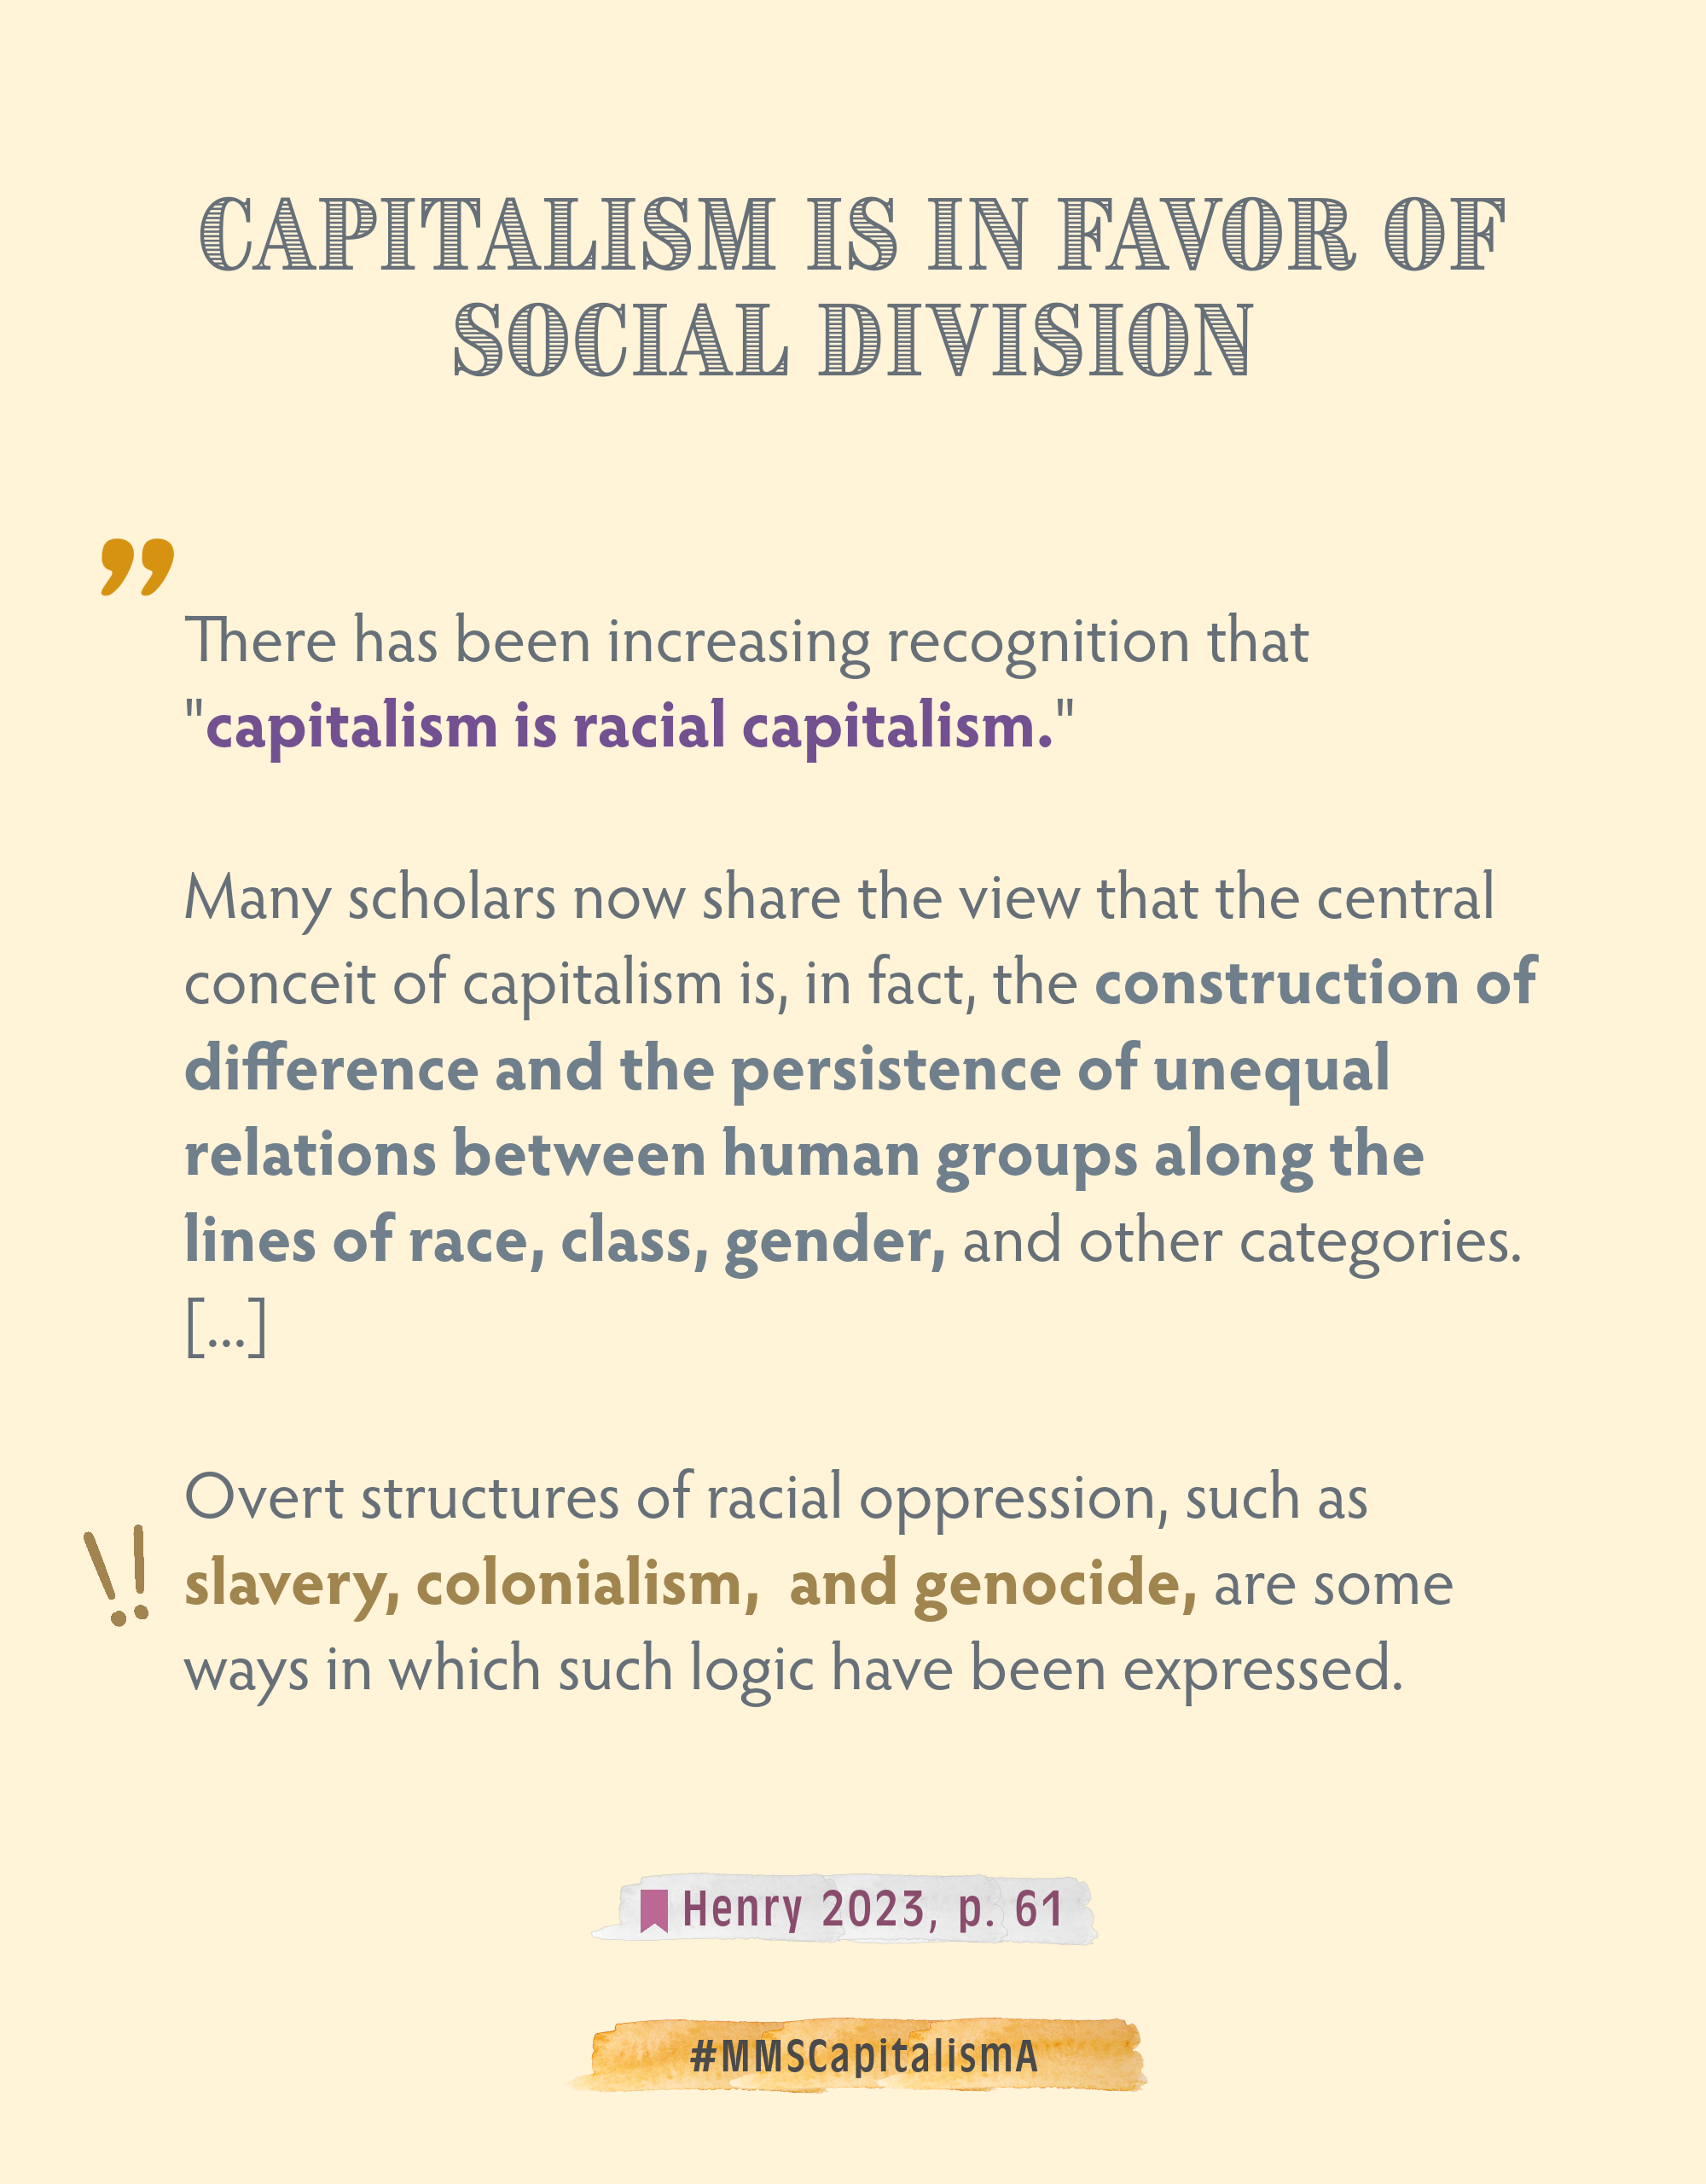 CAPITALISM IS IN FAVOR OF
SOCIAL DIVISION
”
There has been increasing recognition that
"capitalism is racial capitalism."
Many scholars now share the view that the central
conceit of capitalism is, in fact, the construction of
difference and the persistence of unequal
relations between human groups along the
lines of race, class, gender, and other categories.
[...]
Overt structures of racial oppression, such as
!! slavery, colonialism,  and genocide, are some
ways in which such logic have been expressed.
Henry 2023, p. 61
#MMSCapitalismA